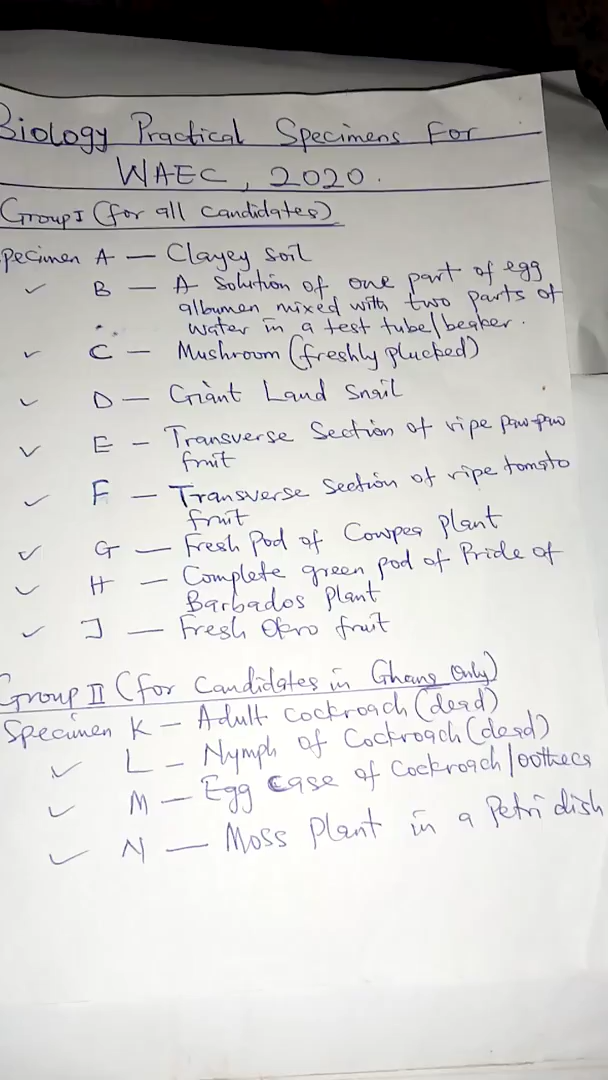 Biology Practical Specimens For
WAEC, 2020.
Group I (for all candidates)
Specimen A — Clayey soil
✓ B — A solution of one part of egg
albumen mixed with two parts of
water in a test tube/beaker.
✓ C — Mushroom (freshly plucked)
✓ D — Giant Land Snail
✓ E — Transverse Section of ripe paw-paw
fruit
✓ F — Transverse section of ripe tomato
fruit
✓ G — Fresh Pod of Cowpea plant
✓ H — Complete green pod of Pride of
Barbados plant
✓ J — Fresh Okro fruit
Group II (for candidates in Ghana only)
Specimen K — Adult cockroach (dead)
✓ L — Nymph of Cockroach (dead)
✓ M — Egg case of cockroach/ootheca
✓ N — Moss plant in a Petri dish